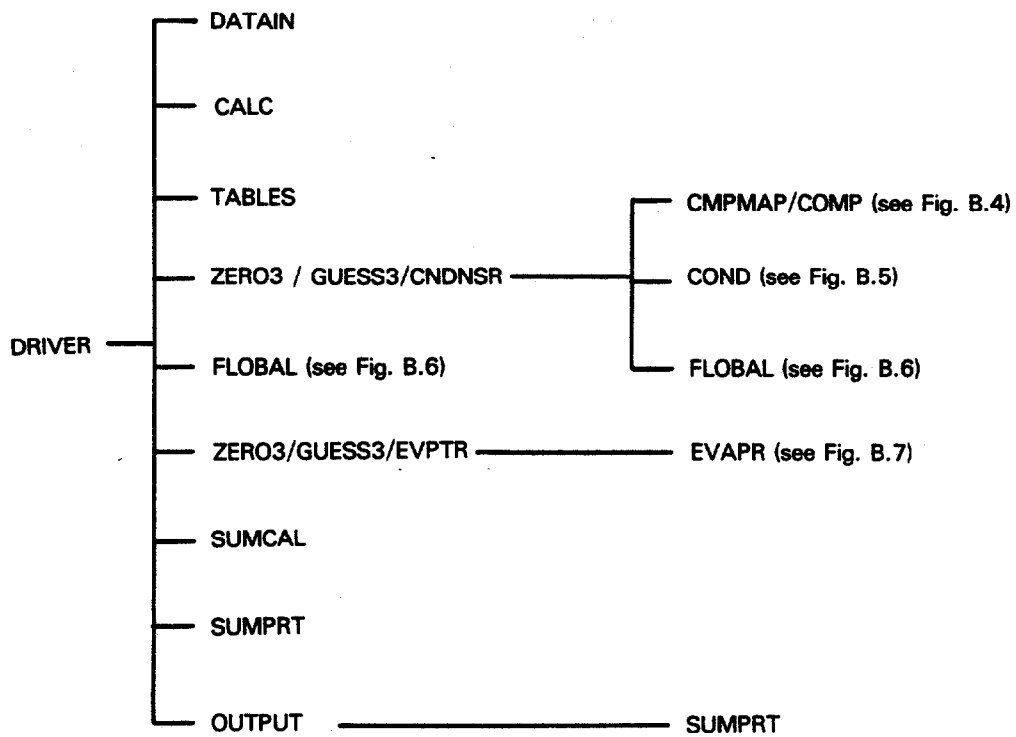 DATAIN
CALC
TABLES
CMPMAP/COMP (see Fig. B.4)
ZERO3 / GUESS3/CNDNSR
COND (see Fig. B.5)
DRIVER
FLOBAL (see Fig. B.6)
FLOBAL (see Fig. B.6)
ZERO3/GUESS3/EVPTR
EVAPR (see Fig. B.7)
SUMCAL
SUMPRT
OUTPUT
SUMPRT